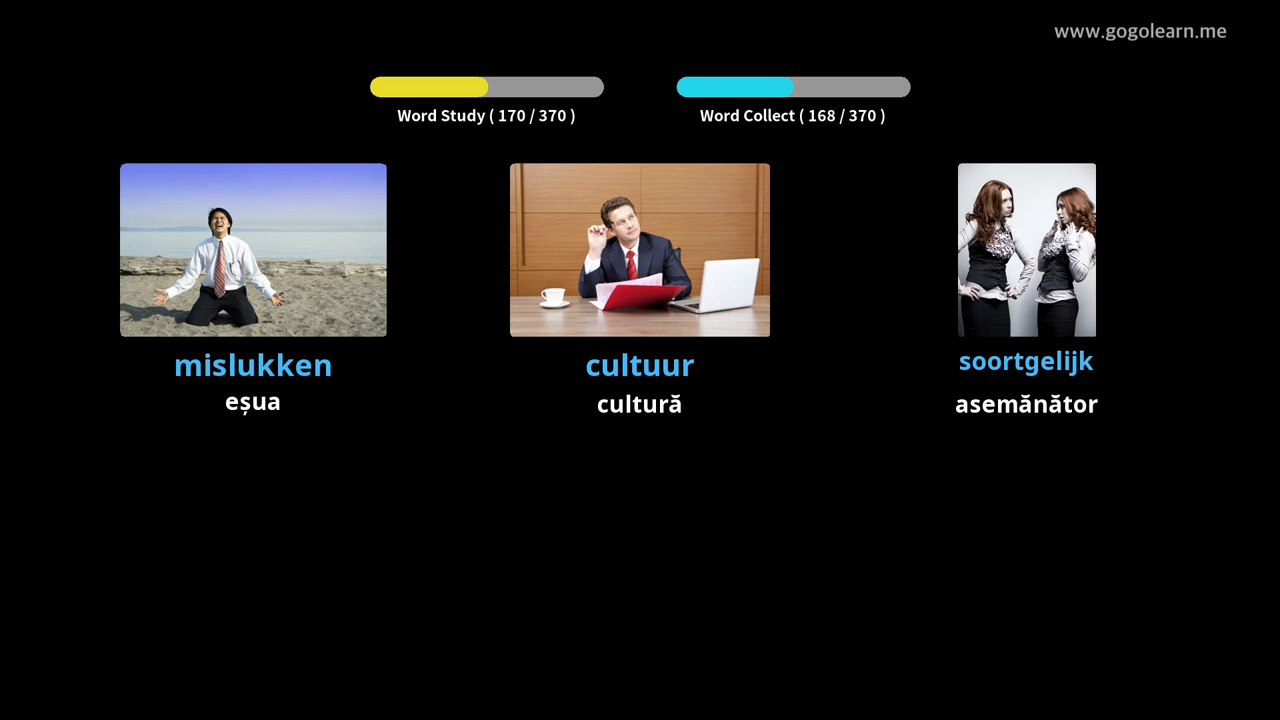 www.gogolearn.me
Word Study ( 170 / 370 )
Word Collect ( 168 / 370 )
mislukken
eșua
cultuur
cultură
soortgelijk
asemănător